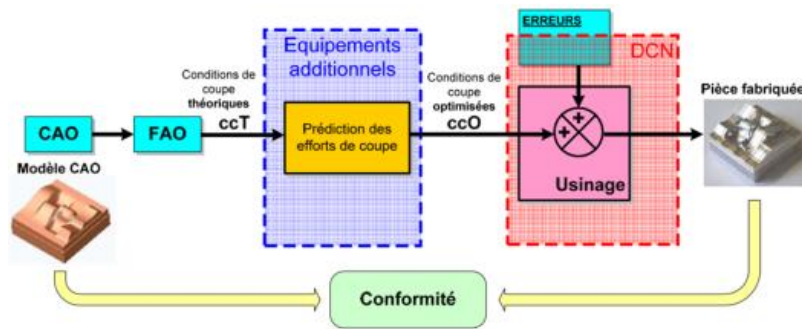 ERREURS
Equipements
additionnels
DCN
Conditions de
coupe
théoriques
ccT
Conditions de
coupe
optimisées
ccO
Pièce fabriquée
CAO
FAO
Prédiction des
efforts de coupe
+
+
Usinage
Modèle CAO
Conformité